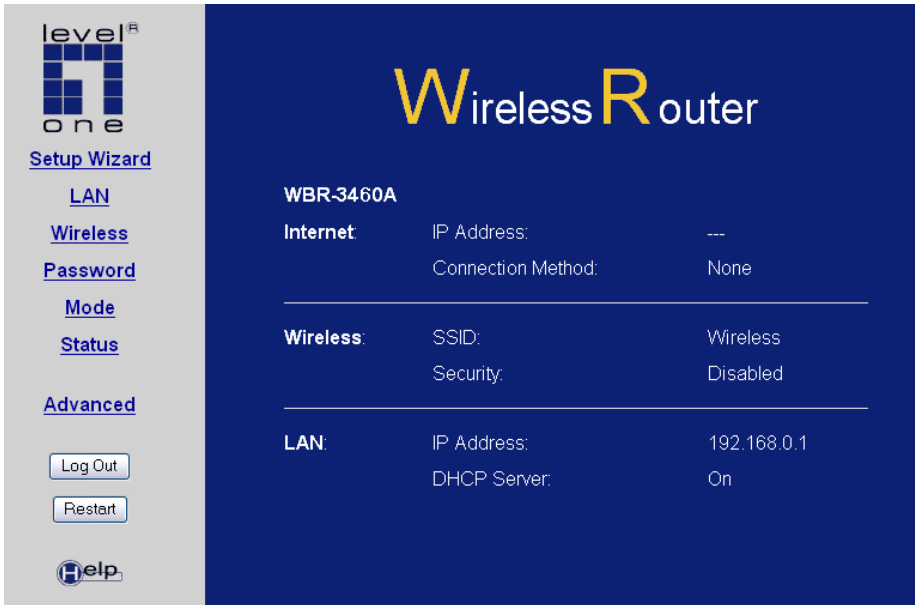 level®
one
Setup Wizard
LAN
Wireless
Password
Mode
Status
Advanced
Log Out
Restart
Help
Wireless Router
WBR-3460A
Internet: IP Address: ---
Connection Method: None
Wireless: SSID: Wireless
Security: Disabled
LAN: IP Address: 192.168.0.1
DHCP Server: On